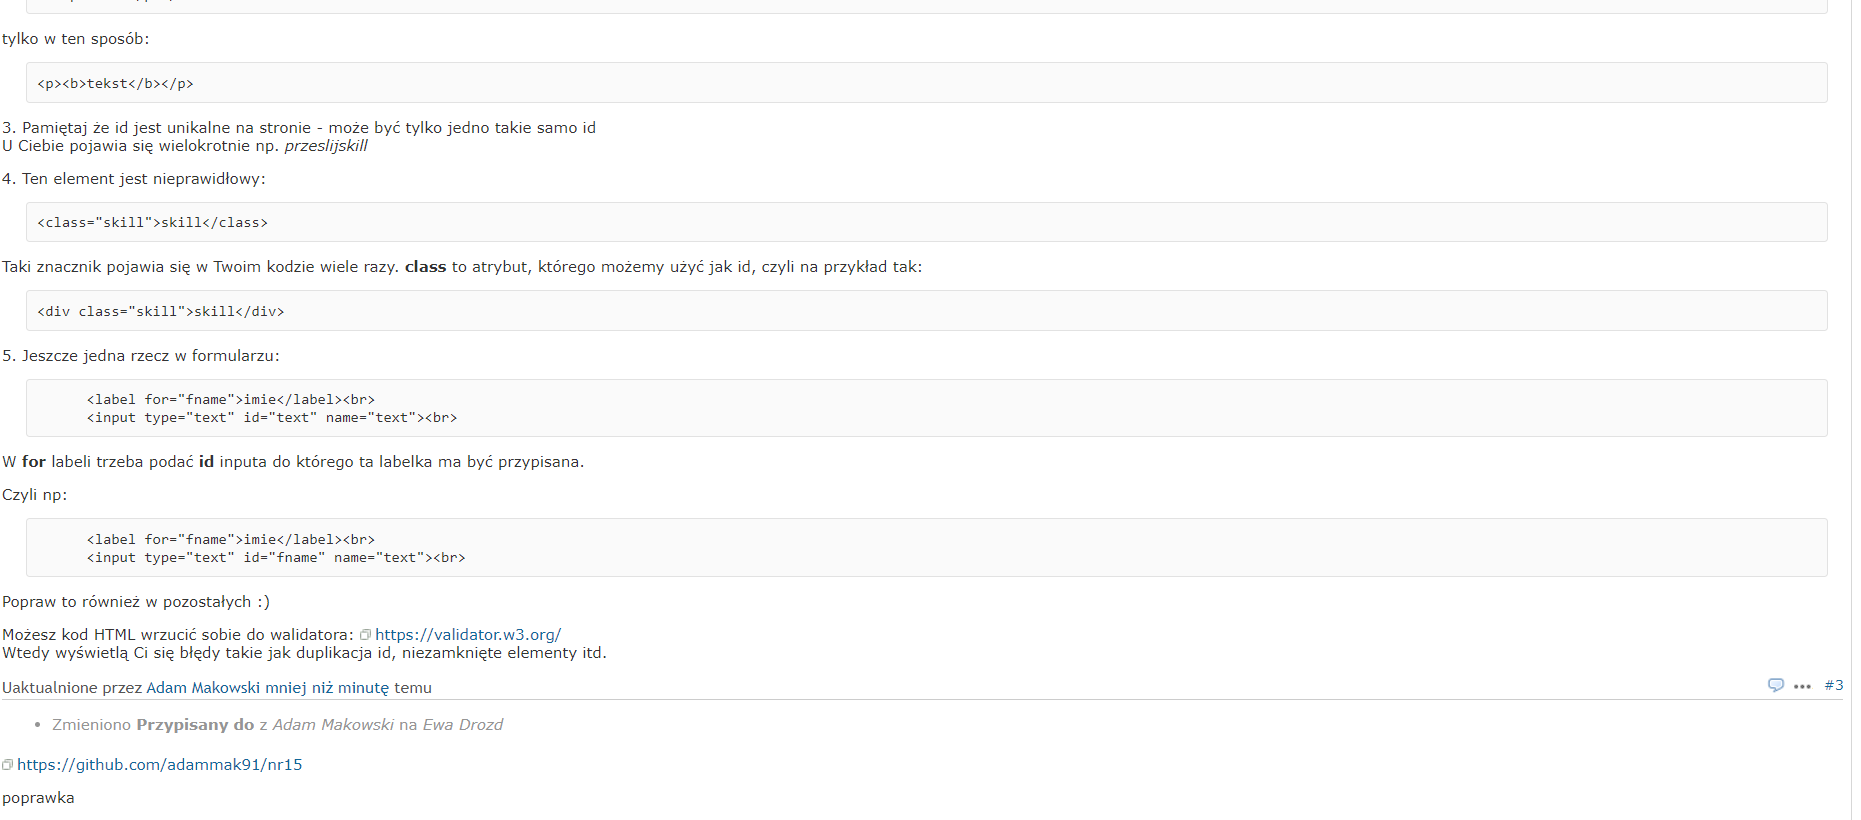 tylko w ten sposób:
<p><b>tekst</b></p>
3. Pamiętaj że id jest unikalne na stronie - może być tylko jedno takie samo id
U Ciebie pojawia się wielokrotnie np. przeslijskill
4. Ten element jest nieprawidłowy:
<class="skill">skill</class>
Taki znacznik pojawia się w Twoim kodzie wiele razy. class to atrybut, którego możemy użyć jak id, czyli na przykład tak:
<div class="skill">skill</div>
5. Jeszcze jedna rzecz w formularzu:
<label for="fname">imie</label><br>
<input type="text" id="text" name="text"><br>
W for labeli trzeba podać id inputa do którego ta labelka ma być przypisana.
Czyli np:
<label for="fname">imie</label><br>
<input type="text" id="fname" name="text"><br>
Popraw to również w pozostałych :)
Możesz kod HTML wrzucić sobie do walidatora: https://validator.w3.org/
Wtedy wyświetlą Ci się błędy takie jak duplikacja id, niezamknięte elementy itd.
Uaktualnione przez Adam Makowski mniej niż minutę temu #3
• Zmieniono Przypisany do z Adam Makowski na Ewa Drozd
https://github.com/adammak91/nr15
poprawka